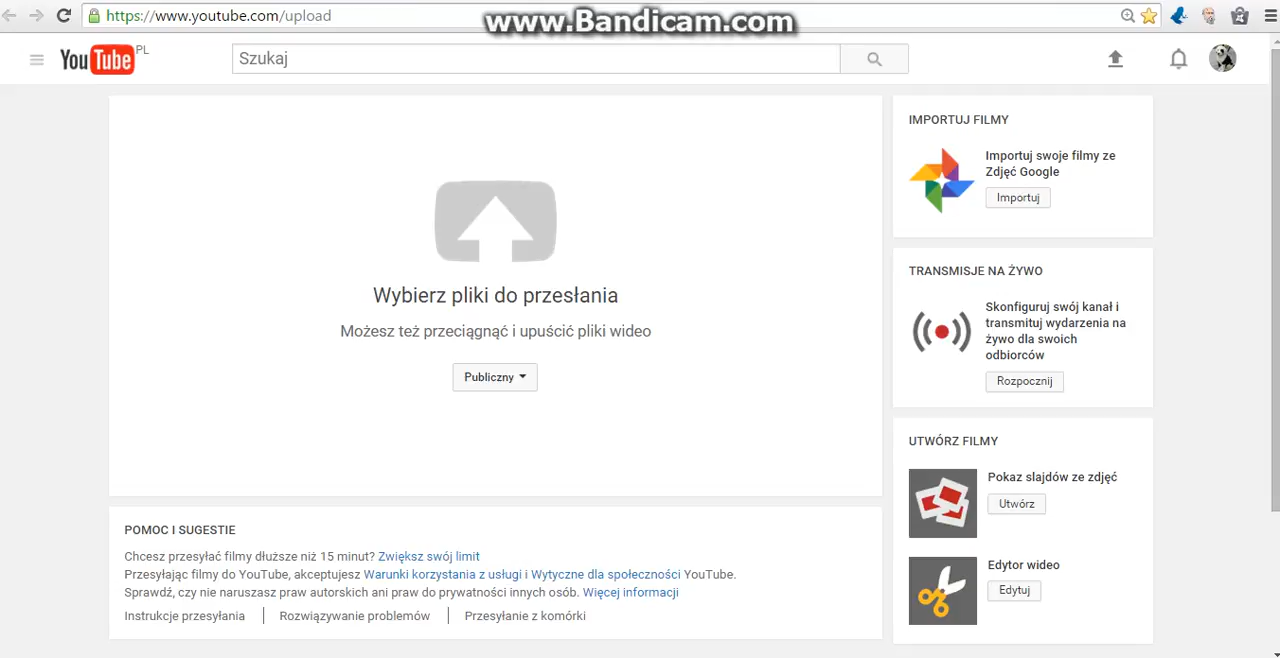 https://www.youtube.com/upload
www.Bandicam.com
YouTube PL
Szukaj
Wybierz pliki do przesłania
Możesz też przeciągnąć i upuścić pliki wideo
Publiczny
IMPORTUJ FILMY
Importuj swoje filmy ze
Zdjęć Google
Importuj
TRANSMISJE NA ŻYWO
Skonfiguruj swój kanał i
transmituj wydarzenia na
żywo dla swoich
odbiorców
Rozpocznij
UTWÓRZ FILMY
Pokaz slajdów ze zdjęć
Utwórz
Edytor wideo
Edytuj
POMOC I SUGESTIE
Chcesz przesyłać filmy dłuższe niż 15 minut? Zwiększ swój limit
Przesyłając filmy do YouTube, akceptujesz Warunki korzystania z usługi i Wytyczne dla społeczności YouTube.
Sprawdź, czy nie naruszasz praw autorskich ani praw do prywatności innych osób. Więcej informacji
Instrukcje przesyłania | Rozwiązywanie problemów | Przesyłanie z komórki